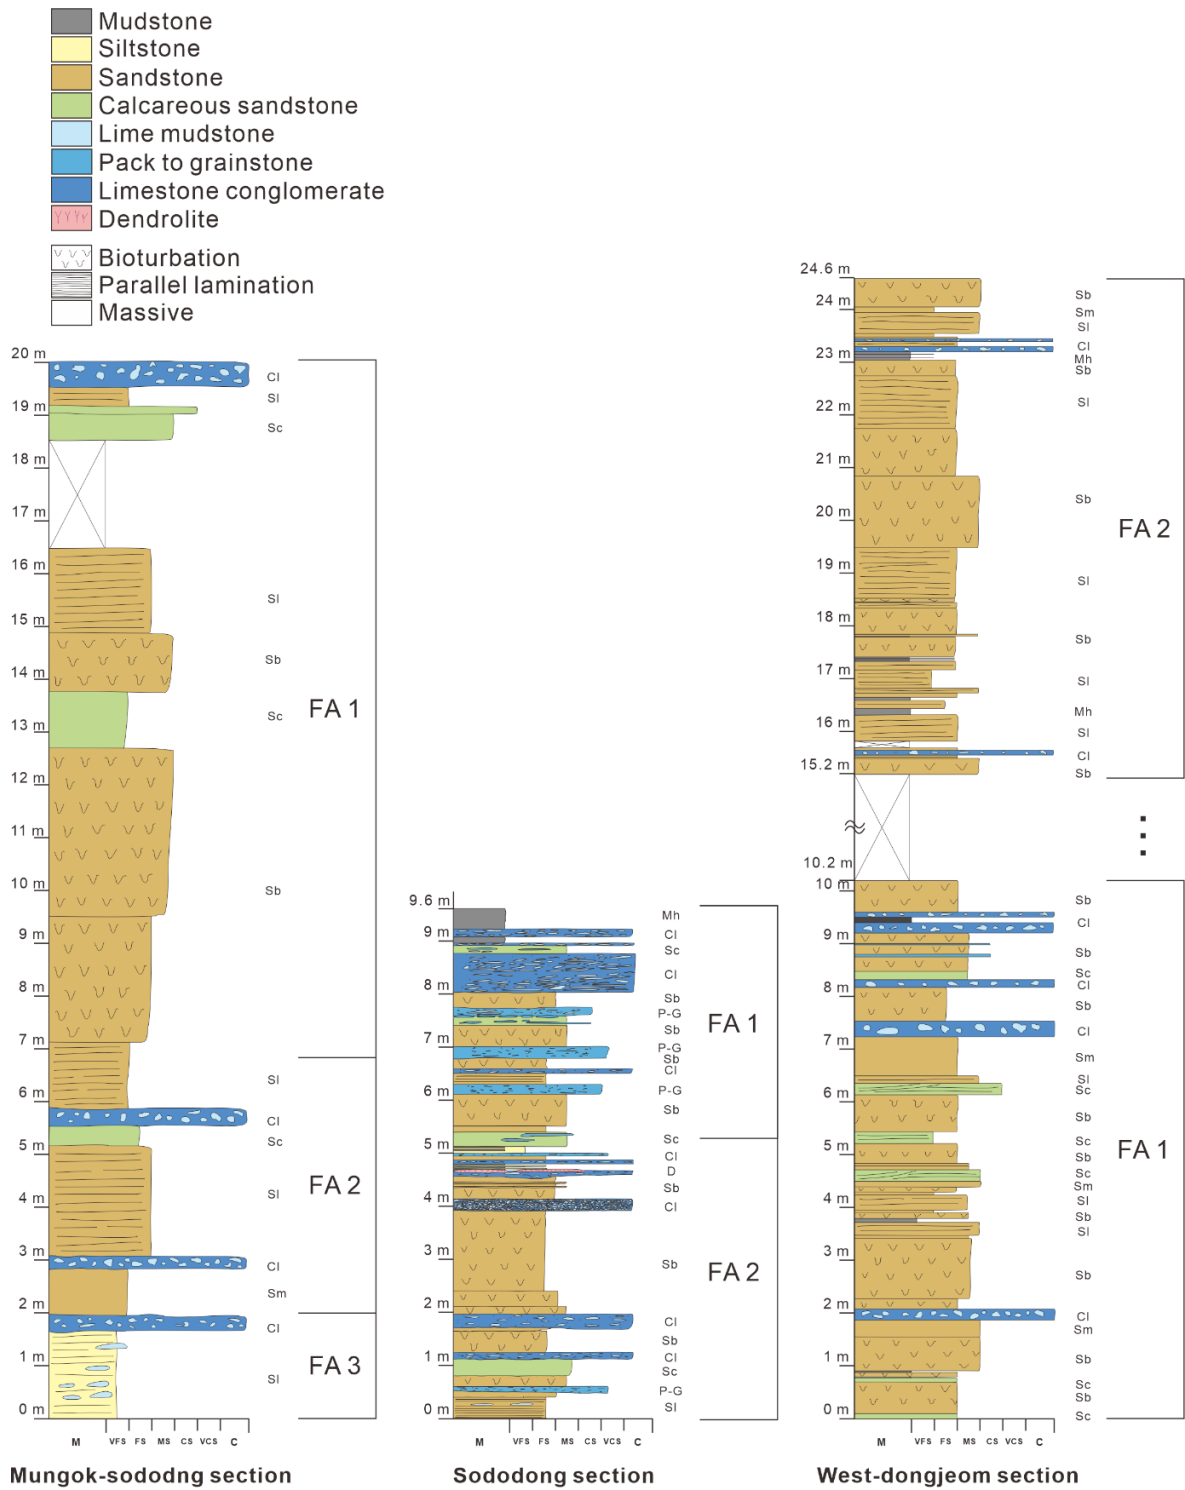 Mudstone
Siltstone
Sandstone
Calcareous sandstone
Lime mudstone
Pack to grainstone
Limestone conglomerate
Dendrolite
Bioturbation
Parallel lamination
Massive
20 m
19 m
18 m
17 m
16 m
15 m
14 m
13 m
12 m
11 m
10 m
9 m
8 m
7 m
6 m
5 m
4 m
3 m
2 m
1 m
0 m
Cl
Sl
Sc
Sl
Sb
Sc
Sb
Sl
Cl
Sc
Sl
Cl
Sm
Cl
Sl
FA 1
FA 2
FA 3
M VFS FS MS CS VCS C
Mungok-sododng section
9.6 m
9 m
8 m
7 m
6 m
5 m
4 m
3 m
2 m
1 m
0 m
Mh
Cl
Sc
Cl
Sb
P-G
Sb
P-G
Sb
Cl
P-G
Sb
Sc
Cl
D
Sb
Cl
Sb
Cl
Sb
Cl
Sc
P-G
Sl
FA 1
FA 2
M VFS FS MS CS VCS C
Sododong section
24.6 m
24 m
23 m
22 m
21 m
20 m
19 m
18 m
17 m
16 m
15.2 m
10.2 m
10 m
9 m
8 m
7 m
6 m
5 m
4 m
3 m
2 m
1 m
0 m
Sb
Sm
Sl
Cl
Mh
Sb
Sl
Sb
Sl
Sb
Sl
Mh
Sl
Cl
Sb
Sb
Cl
Sb
Sc
Cl
Sb
Cl
Sm
Sl
Sc
Sb
Sc
Sb
Sc
Sm
Sl
Sb
Sl
Sb
Cl
Sm
Sb
Sc
Sb
Sc
FA 2
FA 1
M VFS FS MS CS VCS C
West-dongjeom section